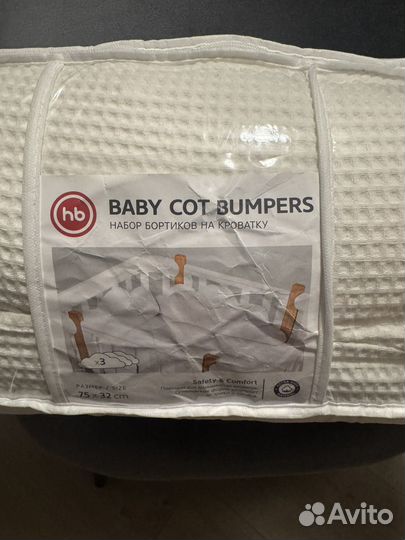 hb
BABY COT BUMPERS
НАБОР БОРТИКОВ НА КРОВАТКУ
x3
РАЗМЕР / SIZE
75 x 32 cm
Safety & Comfort
Avito